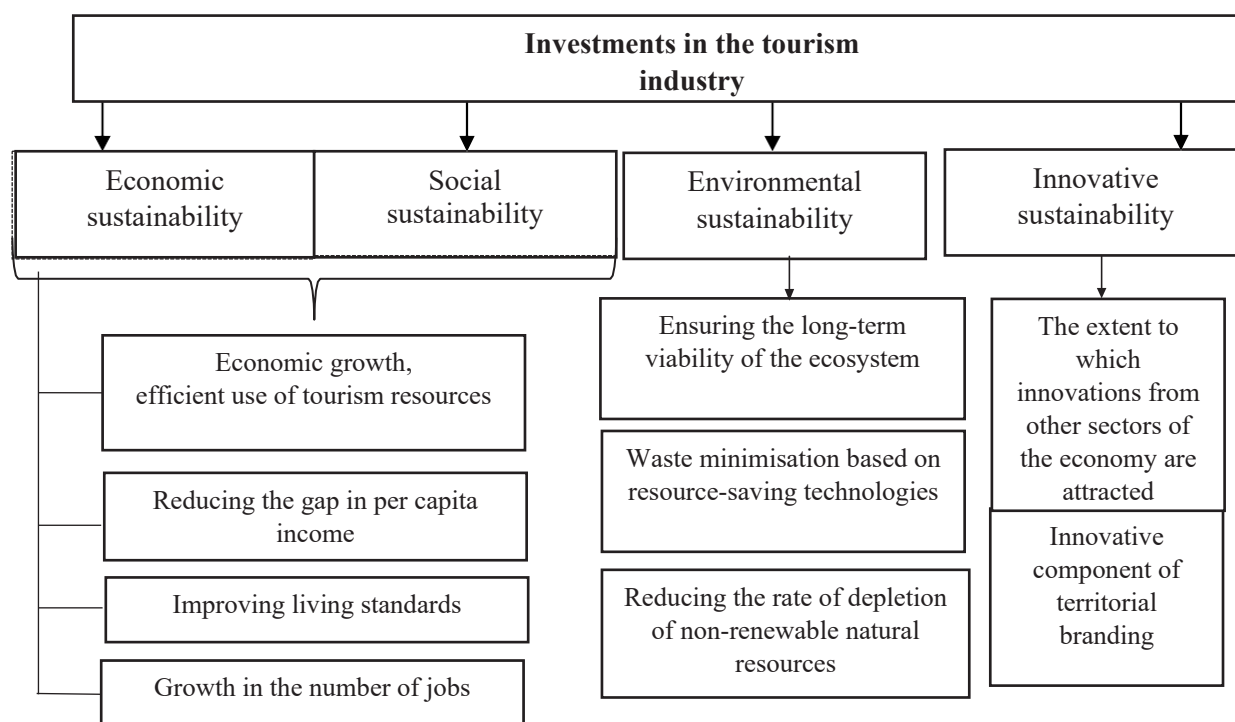 Investments in the tourism
industry
Economic
sustainability
Social
sustainability
Environmental
sustainability
Innovative
sustainability
Economic growth,
efficient use of tourism resources
Reducing the gap in per capita
income
Improving living standards
Growth in the number of jobs
Ensuring the long-term
viability of the ecosystem
Waste minimisation based on
resource-saving technologies
Reducing the rate of depletion
of non-renewable natural
resources
The extent to
which
innovations from
other sectors of
the economy are
attracted
Innovative
component of
territorial
branding